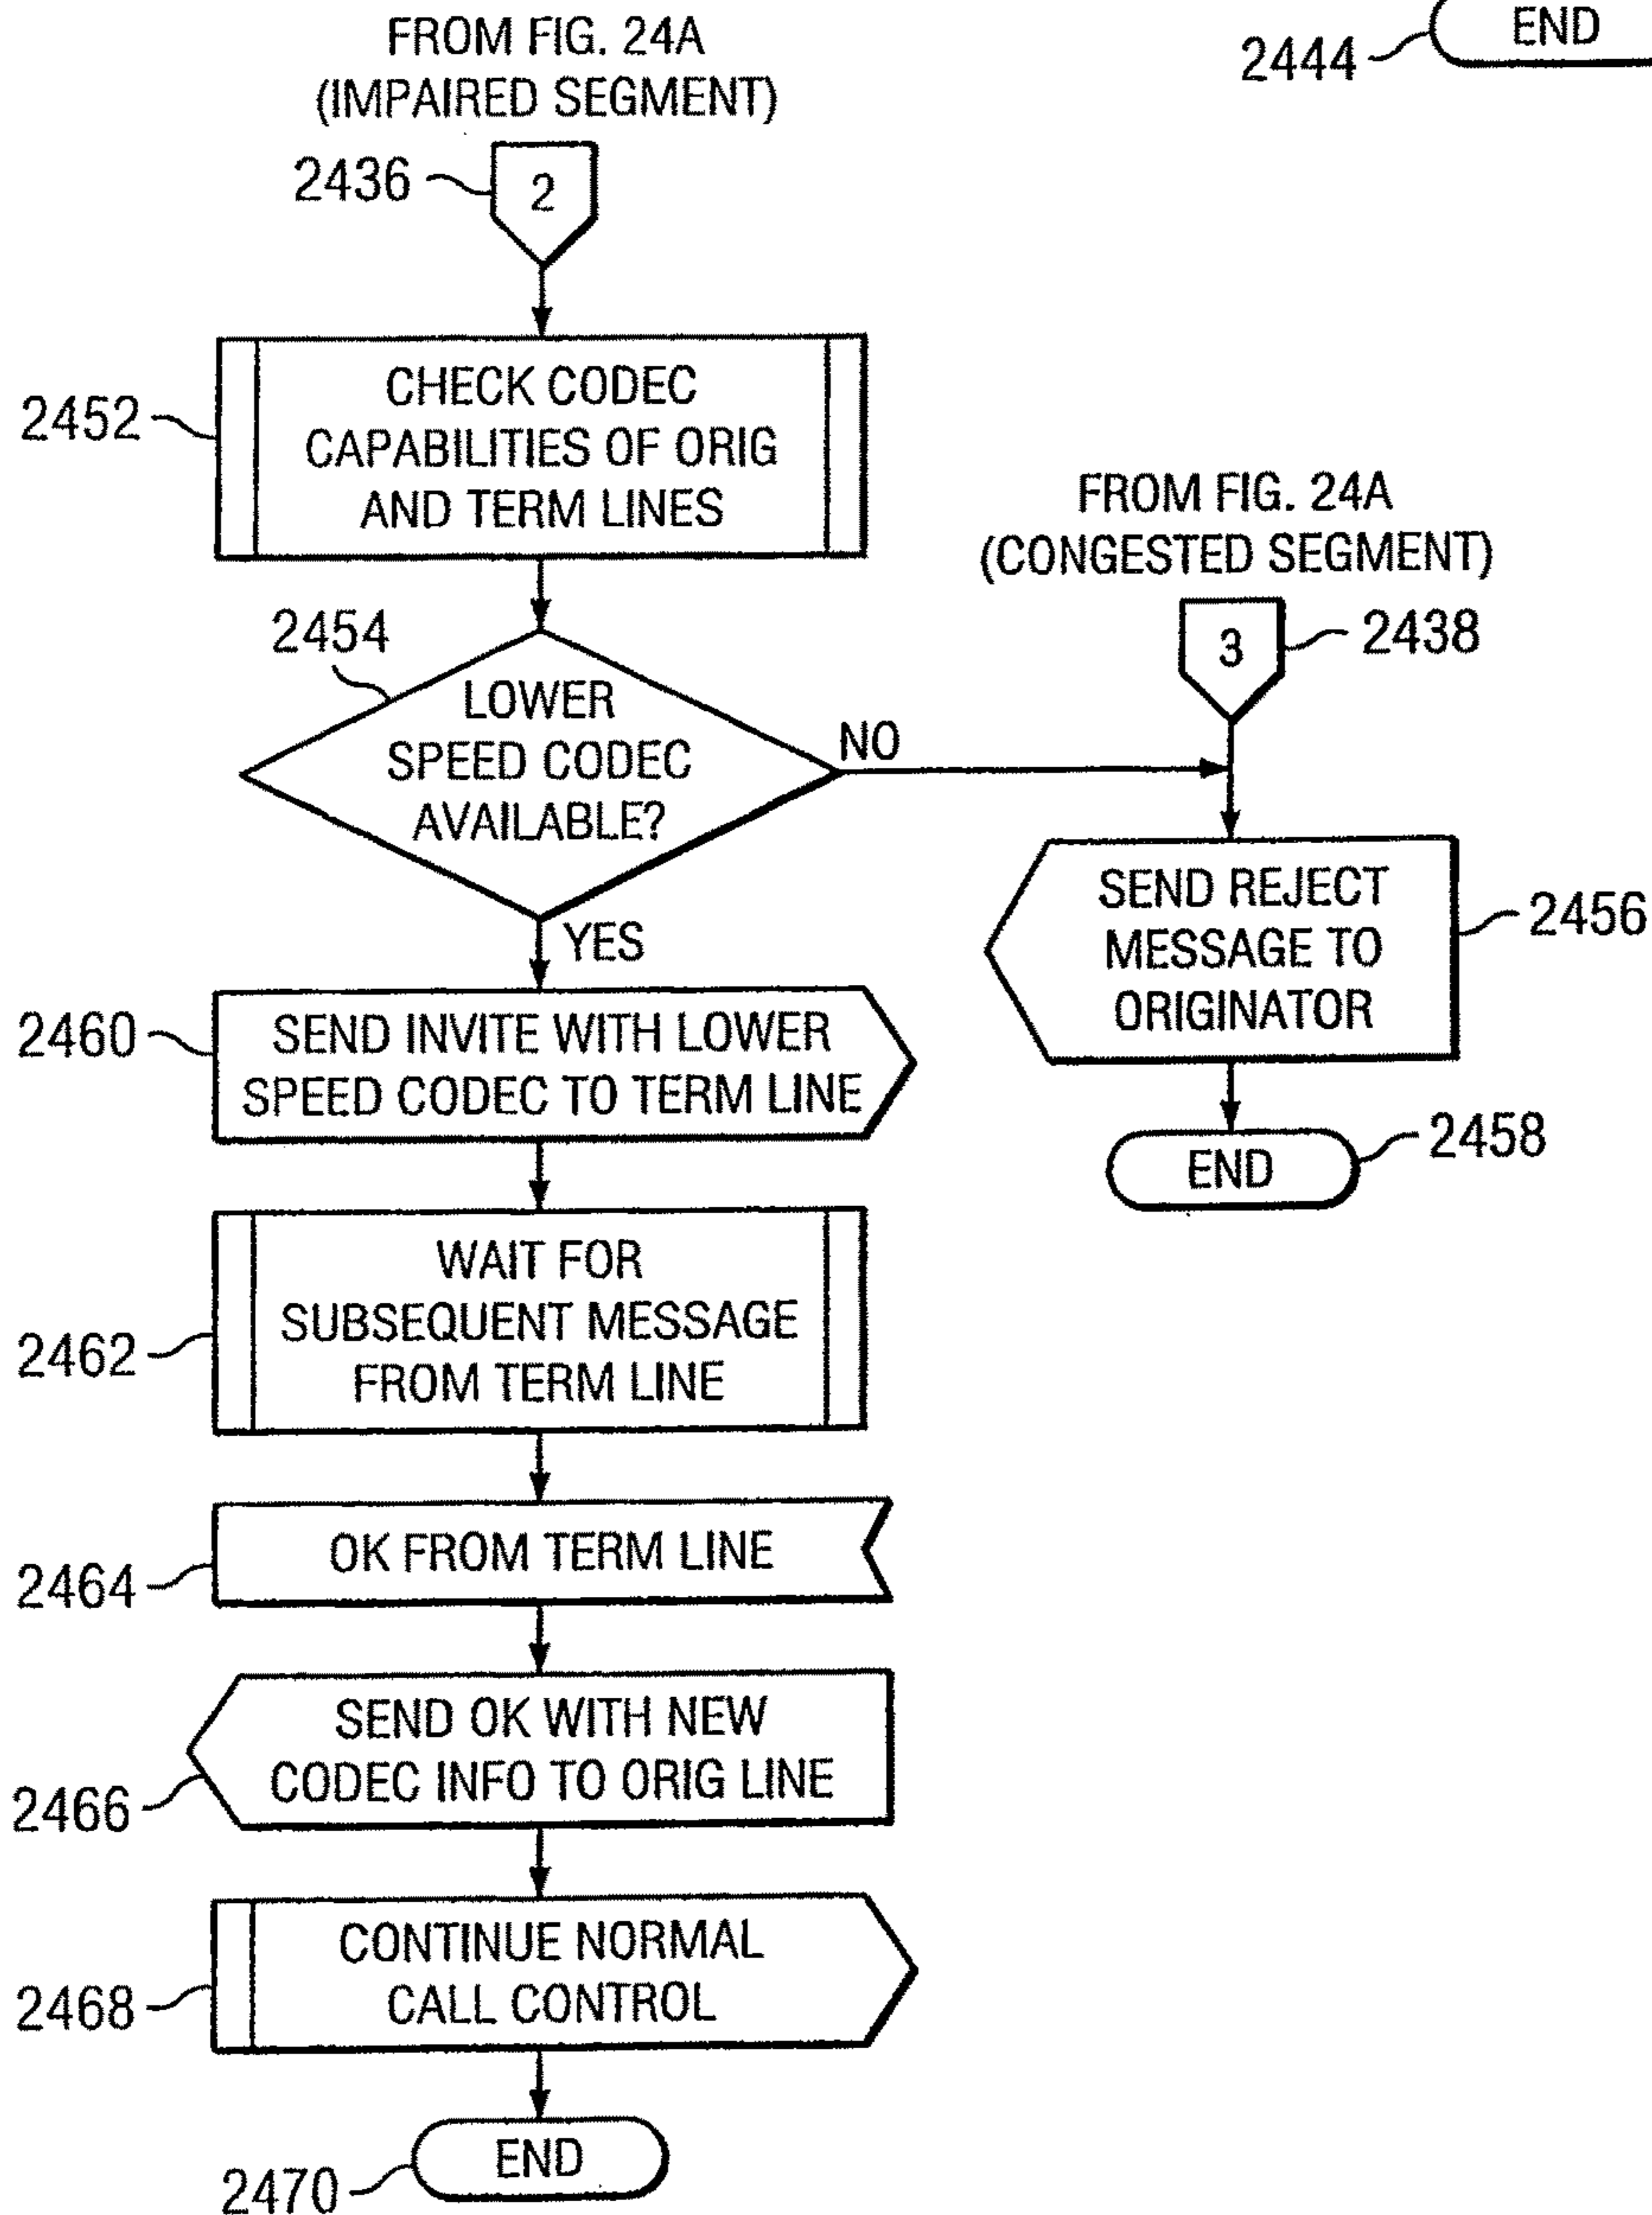 FROM FIG. 24A
(IMPAIRED SEGMENT)
2444
END
2436
2
2452
CHECK CODEC
CAPABILITIES OF ORIG
AND TERM LINES
FROM FIG. 24A
(CONGESTED SEGMENT)
3
2438
2454
LOWER
SPEED CODEC
AVAILABLE?
NO
YES
SEND REJECT
MESSAGE TO
ORIGINATOR
2456
END
2458
2460
SEND INVITE WITH LOWER
SPEED CODEC TO TERM LINE
2462
WAIT FOR
SUBSEQUENT MESSAGE
FROM TERM LINE
2464
OK FROM TERM LINE
2466
SEND OK WITH NEW
CODEC INFO TO ORIG LINE
2468
CONTINUE NORMAL
CALL CONTROL
2470
END